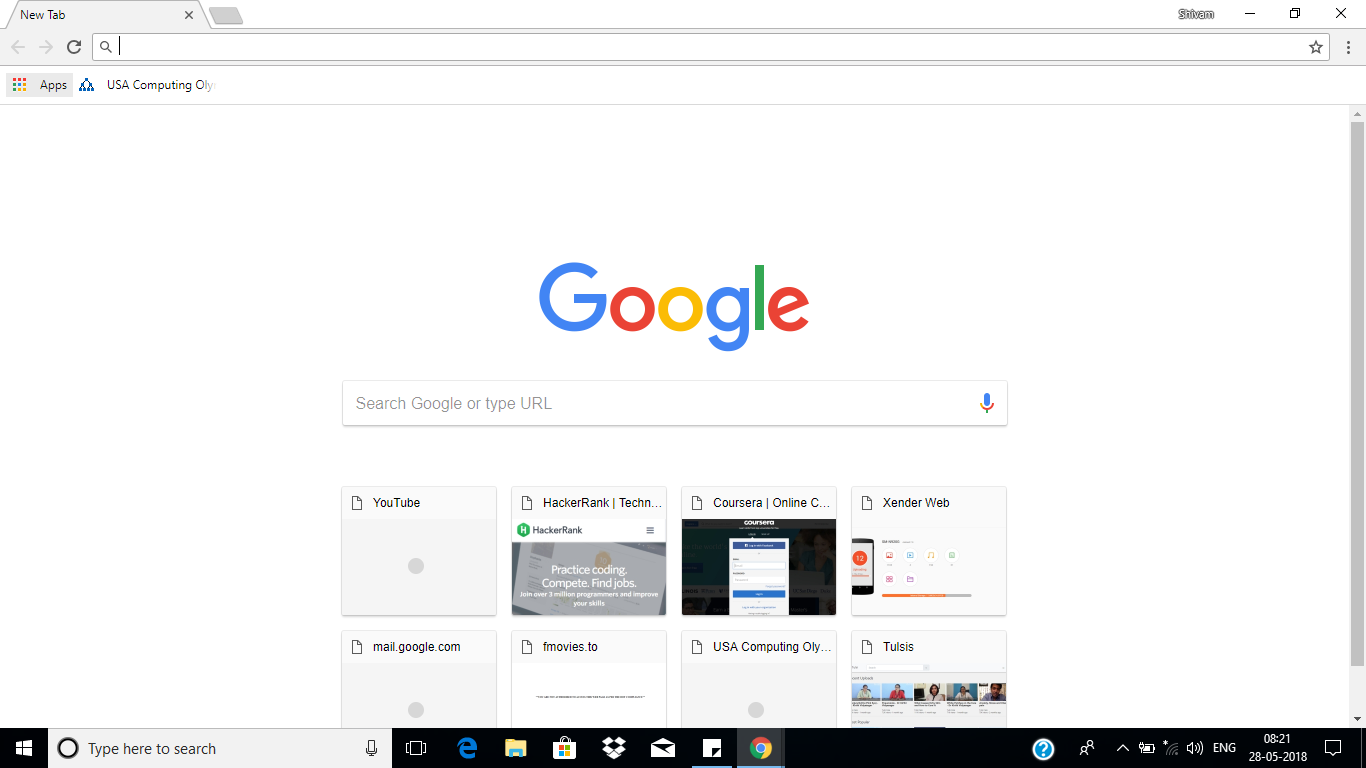 New Tab
Shivam
Apps
USA Computing Oly
Google
Search Google or type URL
YouTube
HackerRank | Techn...
Coursera | Online C...
Xender Web
HackerRank
Practice coding.
Compete. Find jobs.
Join over 3 million programmers and improve
your skills
coursera
12
mail.google.com
fmovies.to
USA Computing Oly...
Tulsis
Type here to search
ENG
08:21
28-05-2018